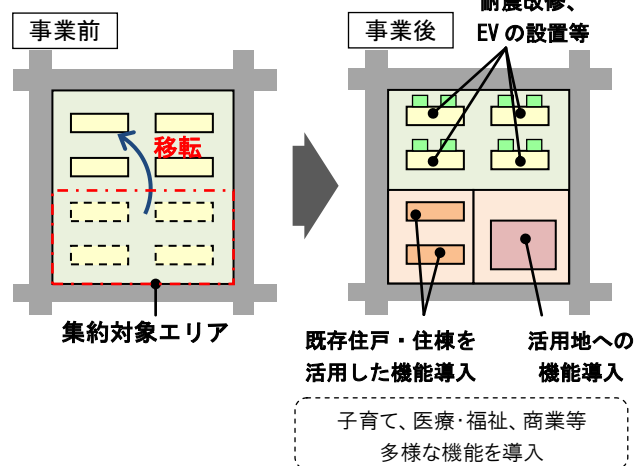 事業前
移転
集約対象エリア
事業後
耐震改修、
EVの設置等
既存住戸・住棟を
活用した機能導入
活用地への
機能導入
子育て、医療・福祉、商業等
多様な機能を導入